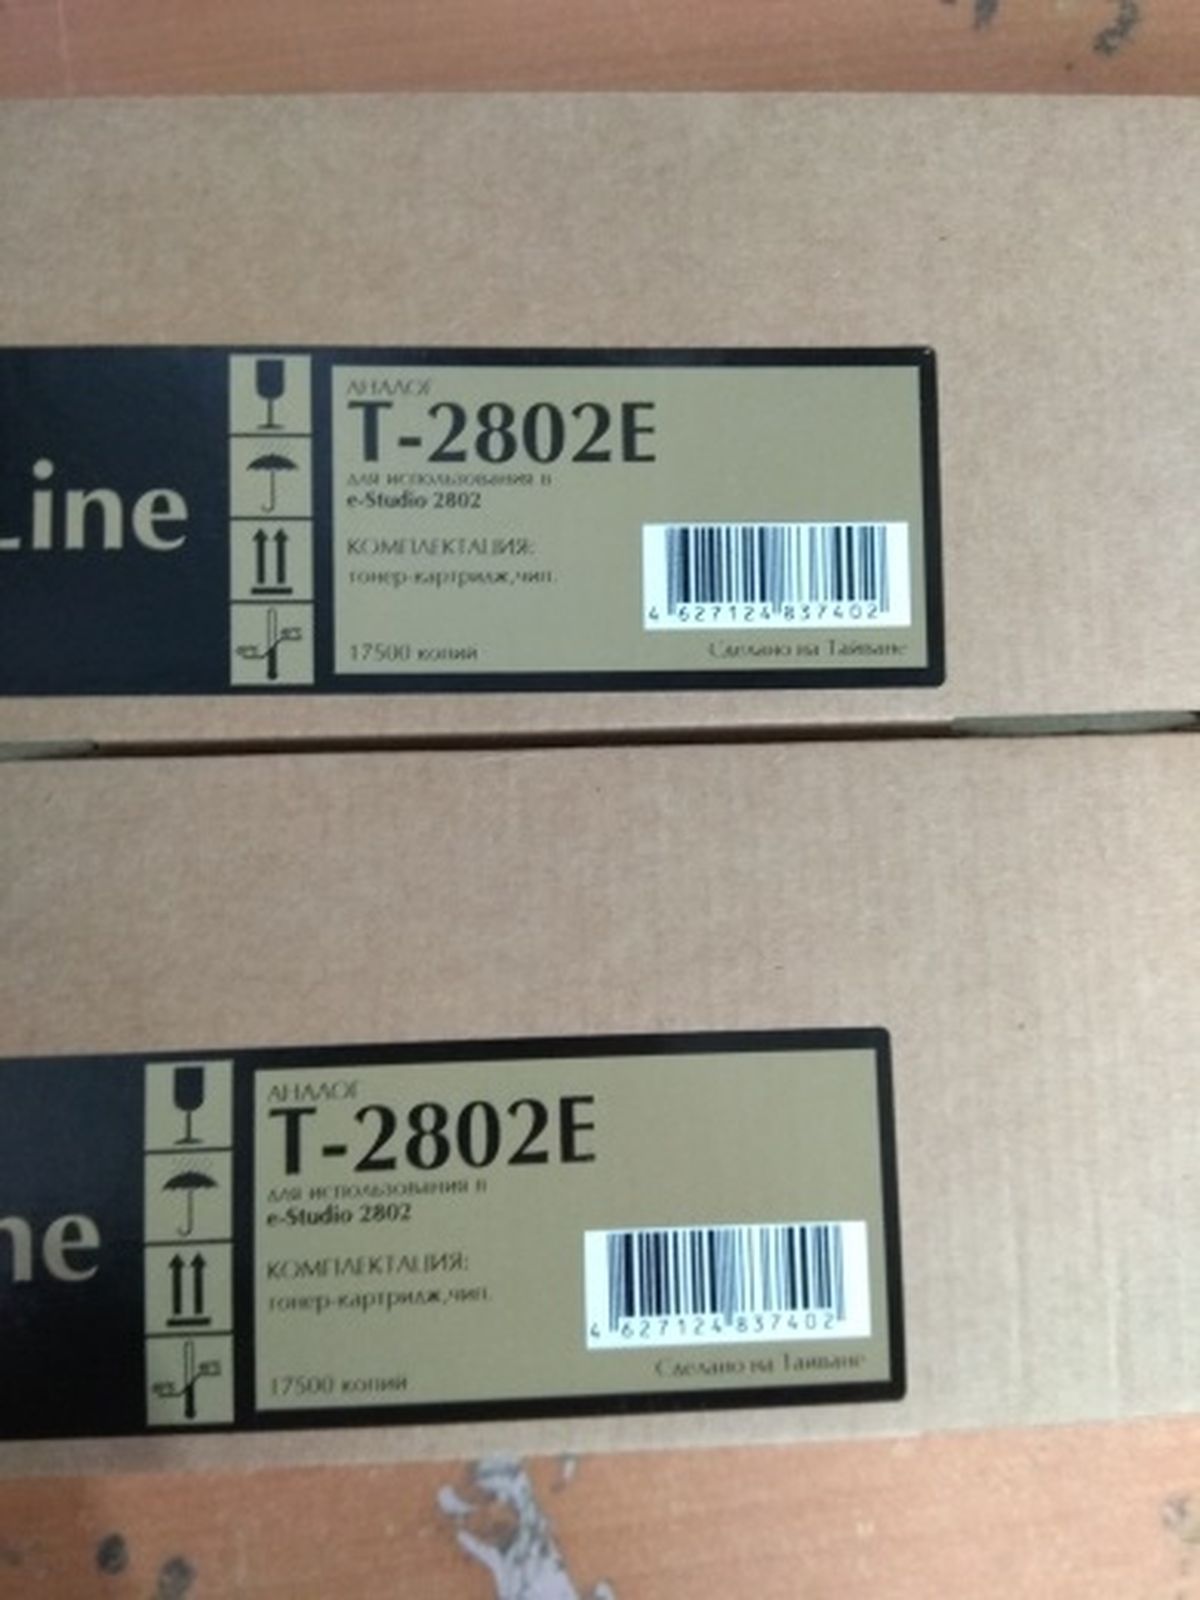 Line
АНАЛОГ
T-2802E
для использования в
e-Studio 2802
КОМПЛЕКТАЦИЯ:
тонер-картридж,чип.
4 627124 837402
17500 копий
Сделано на Тайване
ne
АНАЛОГ
T-2802E
для использования в
e-Studio 2802
КОМПЛЕКТАЦИЯ:
тонер-картридж,чип.
4 627124 837402
17500 копий
Сделано на Тайване